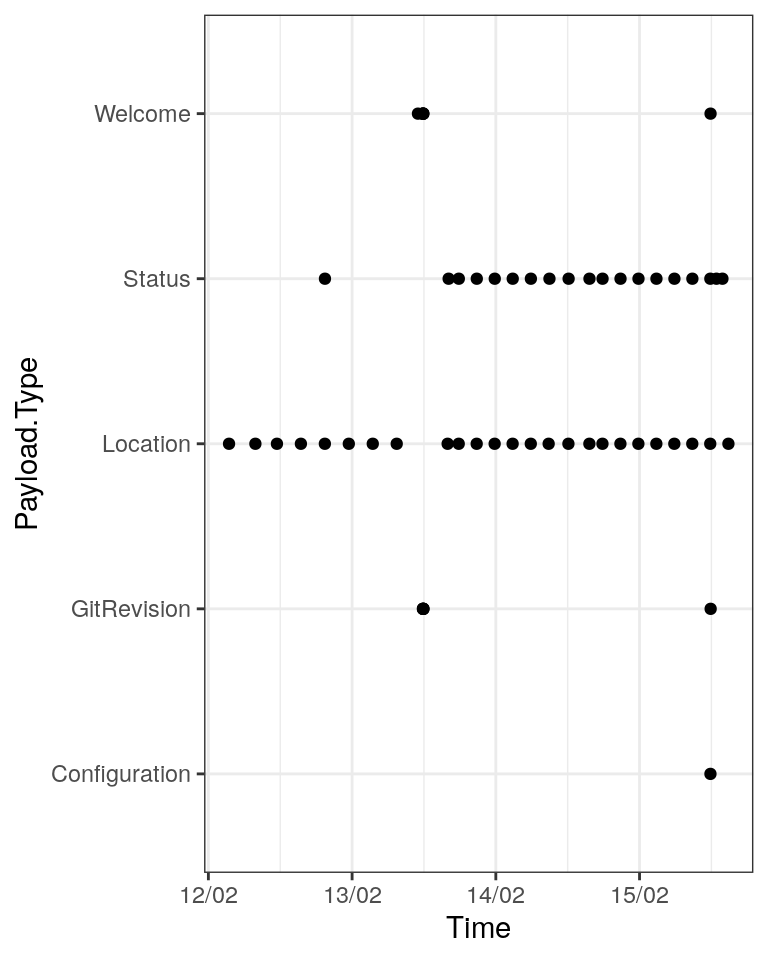 Welcome
Status
Location
GitRevision
Configuration
Payload.Type
12/02 13/02 14/02 15/02
Time